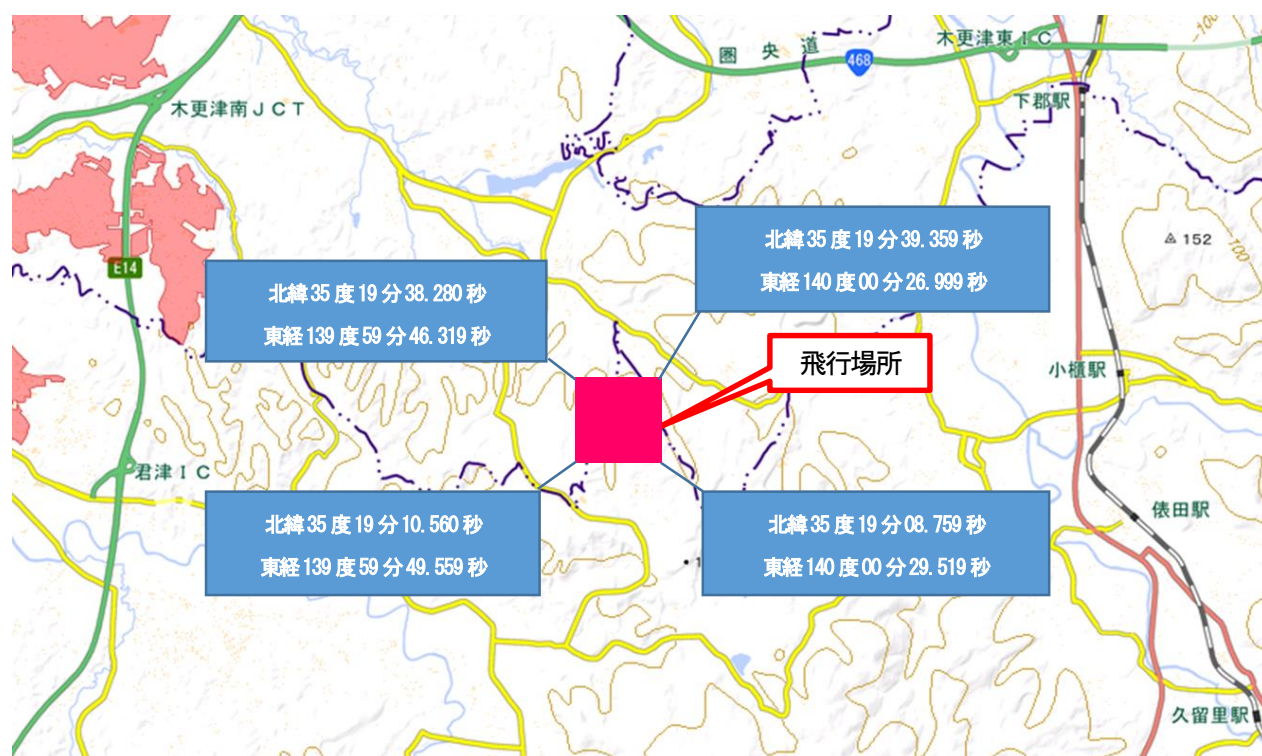 圏央道
木更津東IC
468
下郡駅
木更津南JCT
北緯35度19分39.359秒
東経140度00分26.999秒
152
100
E14
北緯35度19分38.280秒
東経139度59分46.319秒
飛行場所
小櫃駅
君津IC
北緯35度19分10.560秒
東経139度59分49.559秒
北緯35度19分08.759秒
東経140度00分29.519秒
俵田駅
久留里駅